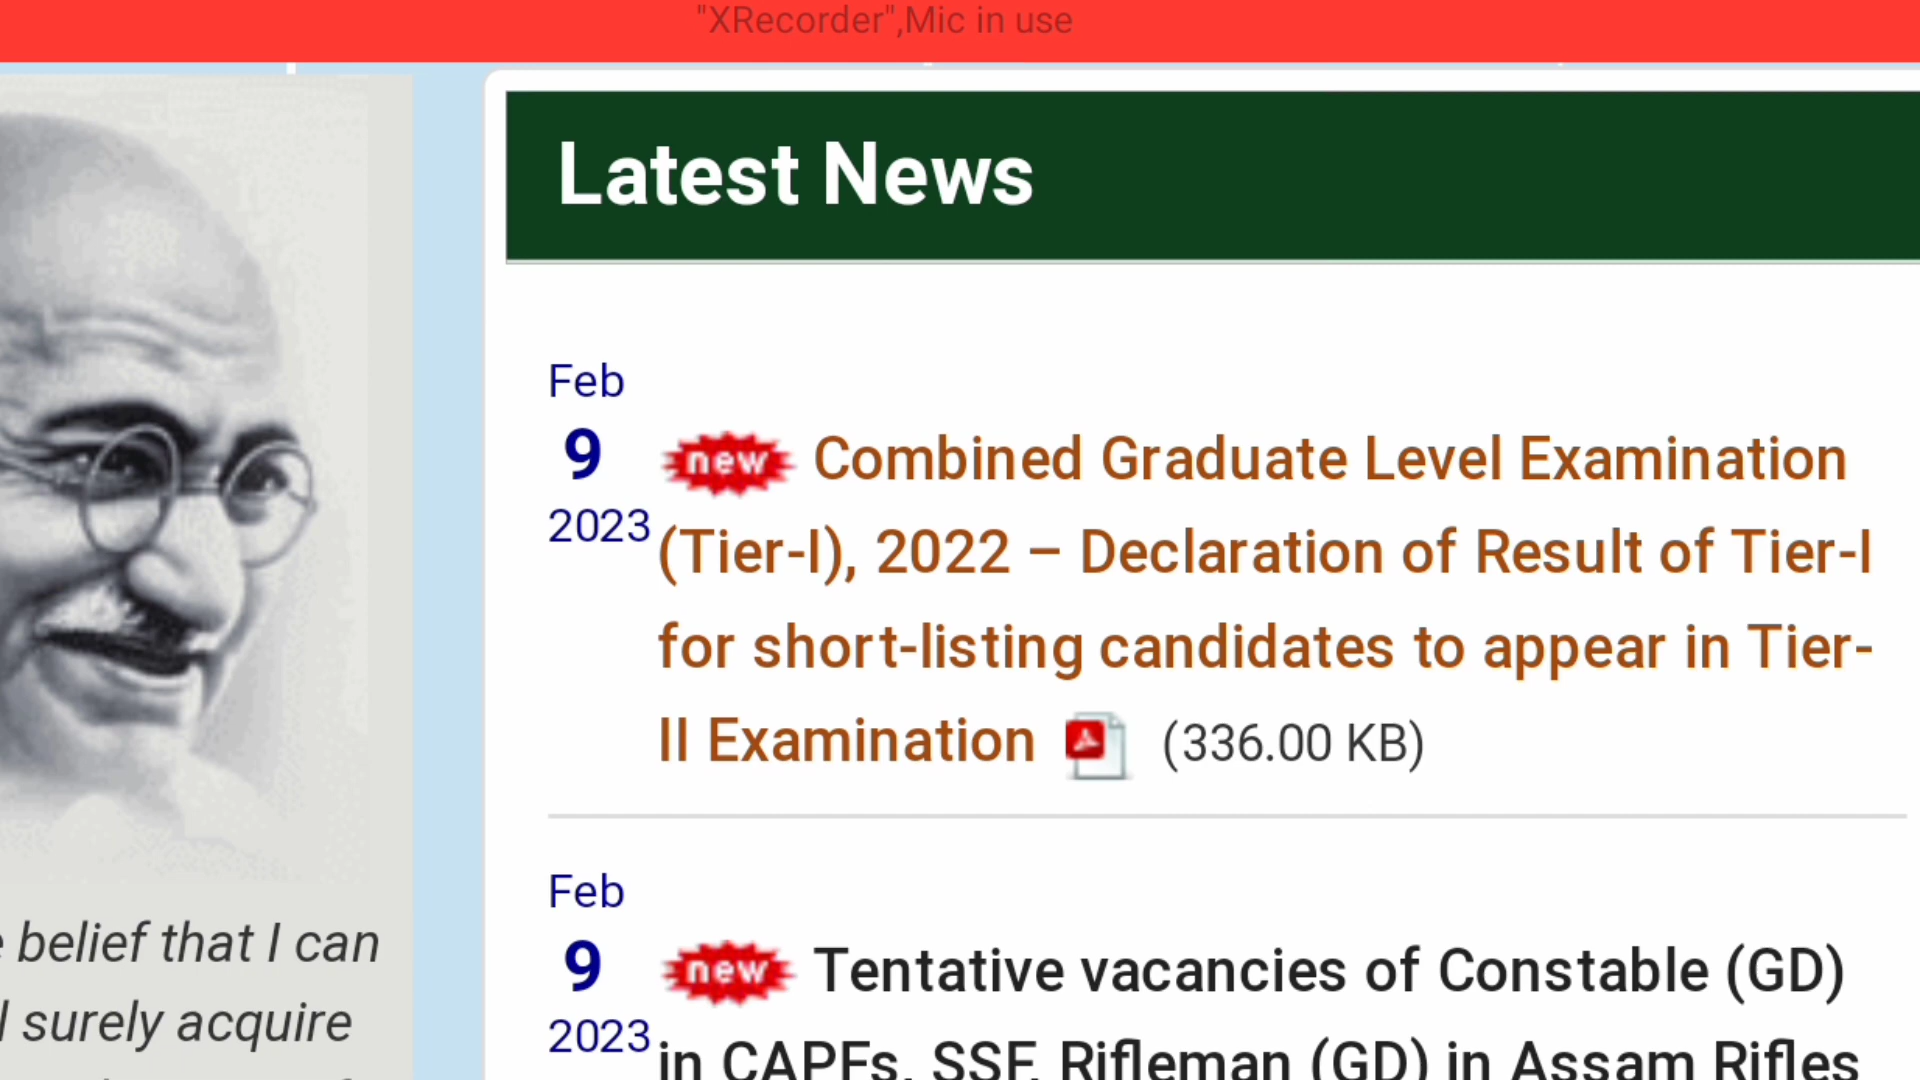 "XRecorder",Mic in use
Latest News
Feb
9
2023
new Combined Graduate Level Examination
(Tier-I), 2022 – Declaration of Result of Tier-I
for short-listing candidates to appear in Tier-
II Examination (336.00 KB)
Feb
9
2023
new Tentative vacancies of Constable (GD)
in CAPFs, SSF, Rifleman (GD) in Assam Rifles
belief that I can
surely acquire